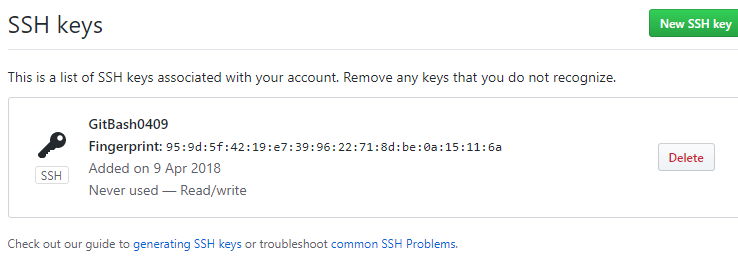 SSH keys
New SSH key
This is a list of SSH keys associated with your account. Remove any keys that you do not recognize.
GitBash0409
Fingerprint: 95:9d:5f:42:19:e7:39:96:22:71:8d:be:0a:15:11:6a
Added on 9 Apr 2018
Never used — Read/write
SSH
Delete
Check out our guide to generating SSH keys or troubleshoot common SSH Problems.